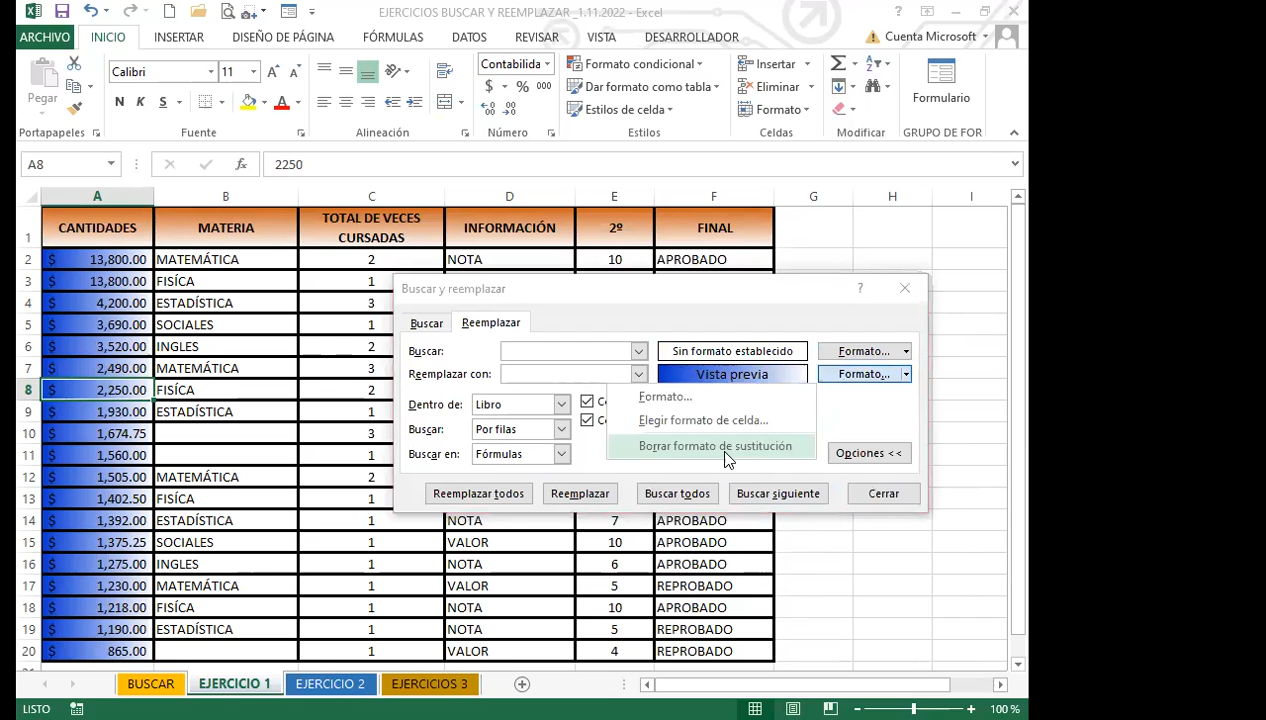 EJERCICIOS BUSCAR Y REEMPLAZAR _1.11.2022 - Excel
ARCHIVO INICIO INSERTAR DISEÑO DE PÁGINA FÓRMULAS DATOS REVISAR VISTA DESARROLLADOR Cuenta Microsoft
Pegar Calibri 11 Contabilida Formato condicional Insertar
N K S $ % 000 Dar formato como tabla Eliminar Formulario
Estilos de celda Formato
Portapapeles Fuente Alineación Número Estilos Celdas Modificar GRUPO DE FOR
A8 fx 2250
A B C D E F G H I
1 CANTIDADES MATERIA TOTAL DE VECES CURSADAS INFORMACIÓN 2º FINAL
2 $ 13,800.00 MATEMÁTICA 2 NOTA 10 APROBADO
3 $ 13,800.00 FISÍCA 1
4 $ 4,200.00 ESTADÍSTICA 3
5 $ 3,690.00 SOCIALES 1
6 $ 3,520.00 INGLES 2
7 $ 2,490.00 MATEMÁTICA 3
8 $ 2,250.00 FISÍCA 2
9 $ 1,930.00 ESTADÍSTICA 1
10 $ 1,674.75 3
11 $ 1,560.00 1
12 $ 1,505.00 MATEMÁTICA 2
13 $ 1,402.50 FISÍCA 1
14 $ 1,392.00 ESTADÍSTICA 1 NOTA 7 APROBADO
15 $ 1,375.25 SOCIALES 1 VALOR 10 APROBADO
16 $ 1,275.00 INGLES 1 NOTA 6 APROBADO
17 $ 1,230.00 MATEMÁTICA 1 VALOR 5 REPROBADO
18 $ 1,218.00 FISÍCA 1 NOTA 10 APROBADO
19 $ 1,190.00 ESTADÍSTICA 1 NOTA 5 REPROBADO
20 $ 865.00 1 VALOR 4 REPROBADO
Buscar y reemplazar ?
Buscar Reemplazar
Buscar: Sin formato establecido Formato...
Reemplazar con: Vista previa Formato...
Formato...
Dentro de: Libro
Elegir formato de celda...
Buscar: Por filas
Borrar formato de sustitución
Buscar en: Fórmulas Opciones <<
Reemplazar todos Reemplazar Buscar todos Buscar siguiente Cerrar
BUSCAR EJERCICIO 1 EJERCICIO 2 EJERCICIOS 3
LISTO 100 %